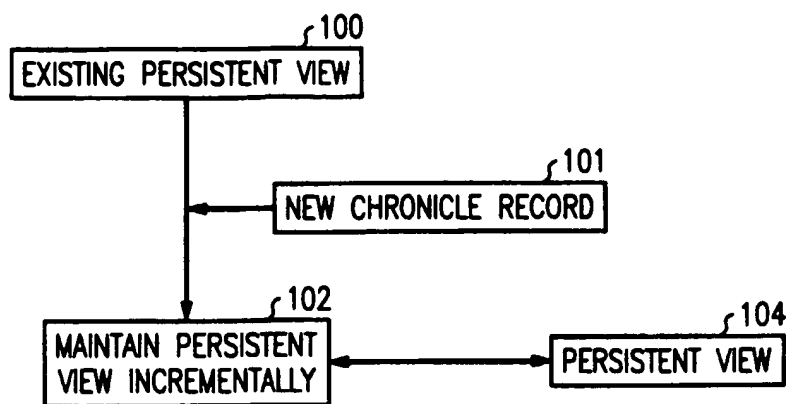 100
EXISTING PERSISTENT VIEW
101
NEW CHRONICLE RECORD
102
MAINTAIN PERSISTENT
VIEW INCREMENTALLY
104
PERSISTENT VIEW